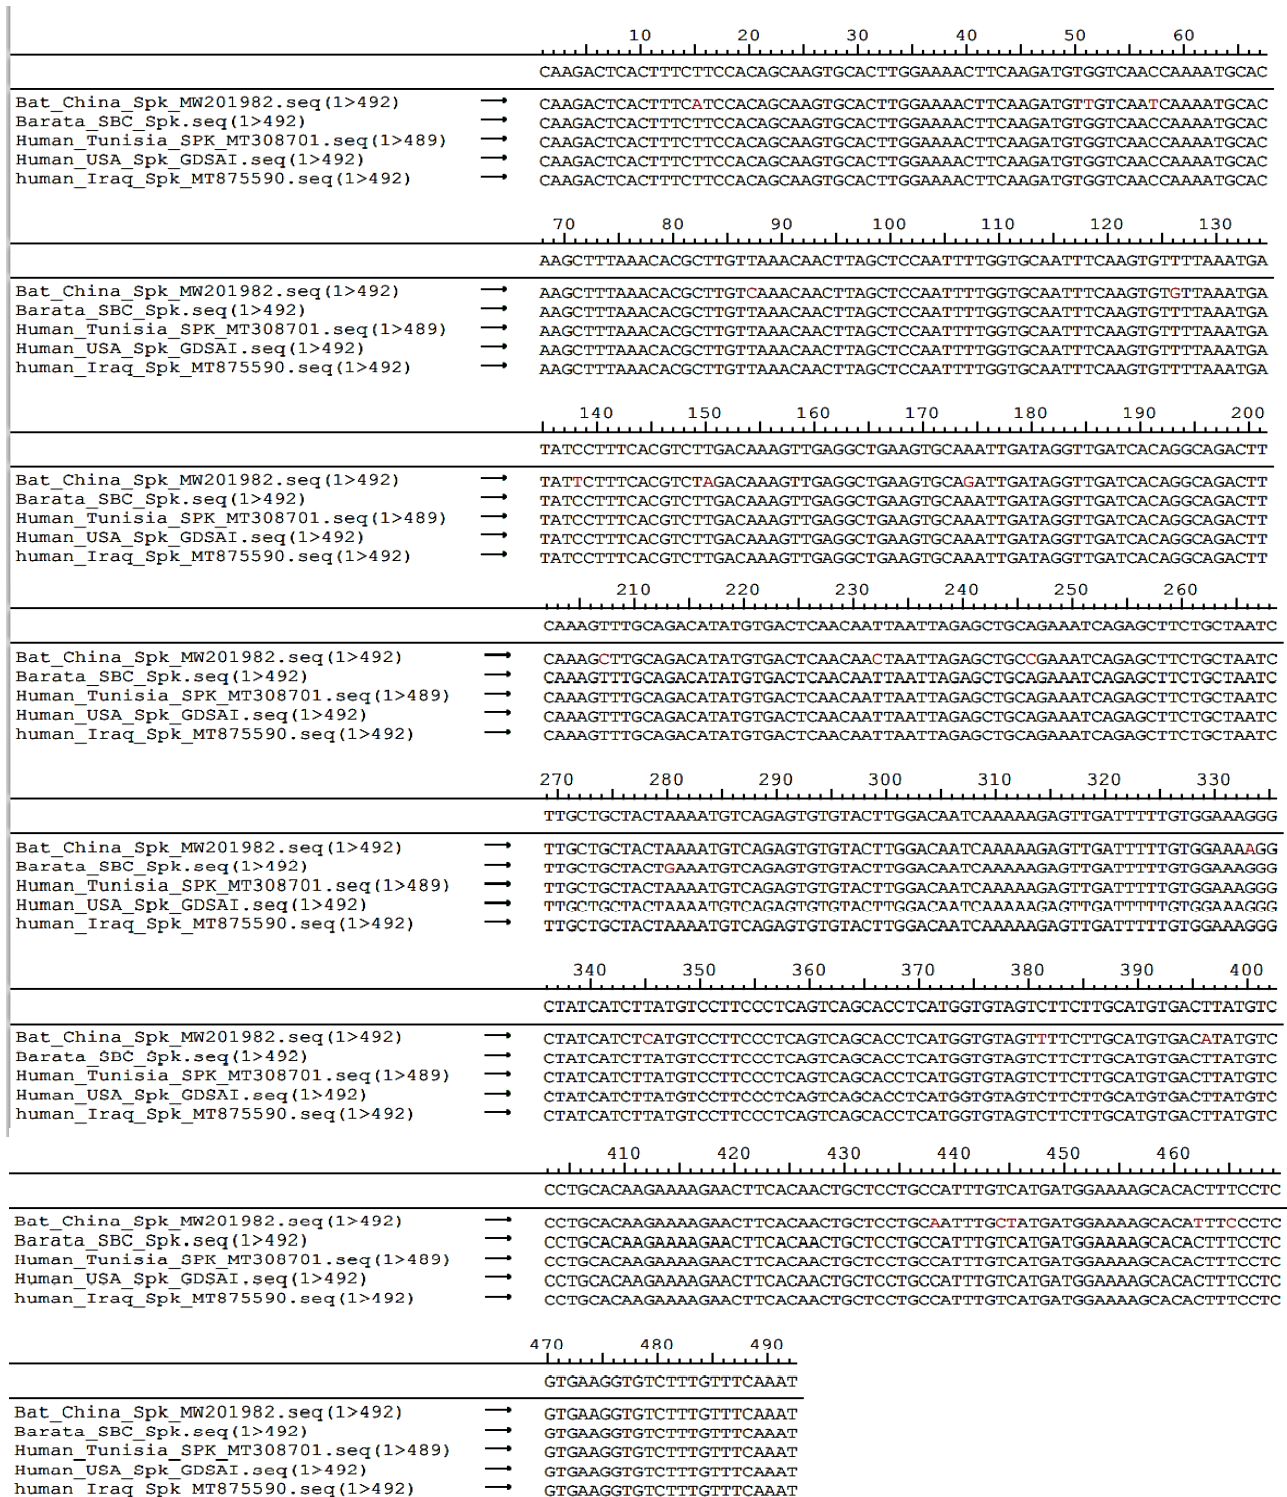 10 20 30 40 50 60
CAAGACTCACTTTCTTCCACAGCAAGTGCACTTGGAAAACTTCAAGATGTGGTCAACCAAAATGCAC
Bat_China_Spk_MW201982.seq(1>492) CAAGACTCACTTTCATCCACAGCAAGTGCACTTGGAAAACTTCAAGATGTTGTCAATCAAAATGCAC
Barata_SBC_Spk.seq(1>492) CAAGACTCACTTTCTTCCACAGCAAGTGCACTTGGAAAACTTCAAGATGTGGTCAACCAAAATGCAC
Human_Tunisia_SPK_MT308701.seq(1>489) CAAGACTCACTTTCTTCCACAGCAAGTGCACTTGGAAAACTTCAAGATGTGGTCAACCAAAATGCAC
Human_USA_Spk_GDSAI.seq(1>492) CAAGACTCACTTTCTTCCACAGCAAGTGCACTTGGAAAACTTCAAGATGTGGTCAACCAAAATGCAC
human_Iraq_Spk_MT875590.seq(1>492) CAAGACTCACTTTCTTCCACAGCAAGTGCACTTGGAAAACTTCAAGATGTGGTCAACCAAAATGCAC
70 80 90 100 110 120 130
AAGCTTTAAACACGCTTGTTAAACAACTTAGCTCCAATTTTGGTGCAATTTCAAGTGTTTTAAATGA
Bat_China_Spk_MW201982.seq(1>492) AAGCTTTAAACACGCTTGTCAAACAACTTAGCTCCAATTTTGGTGCAATTTCAAGTGTGTTAAATGA
Barata_SBC_Spk.seq(1>492) AAGCTTTAAACACGCTTGTTAAACAACTTAGCTCCAATTTTGGTGCAATTTCAAGTGTTTTAAATGA
Human_Tunisia_SPK_MT308701.seq(1>489) AAGCTTTAAACACGCTTGTTAAACAACTTAGCTCCAATTTTGGTGCAATTTCAAGTGTTTTAAATGA
Human_USA_Spk_GDSAI.seq(1>492) AAGCTTTAAACACGCTTGTTAAACAACTTAGCTCCAATTTTGGTGCAATTTCAAGTGTTTTAAATGA
human_Iraq_Spk_MT875590.seq(1>492) AAGCTTTAAACACGCTTGTTAAACAACTTAGCTCCAATTTTGGTGCAATTTCAAGTGTTTTAAATGA
140 150 160 170 180 190 200
TATCCTTTCACGTCTTGACAAAGTTGAGGCTGAAGTGCAAATTGATAGGTTGATCACAGGCAGACTT
Bat_China_Spk_MW201982.seq(1>492) TATTCTTTCACGTCTAGACAAAGTTGAGGCTGAAGTGCAGATTGATAGGTTGATCACAGGCAGACTT
Barata_SBC_Spk.seq(1>492) TATCCTTTCACGTCTTGACAAAGTTGAGGCTGAAGTGCAAATTGATAGGTTGATCACAGGCAGACTT
Human_Tunisia_SPK_MT308701.seq(1>489) TATCCTTTCACGTCTTGACAAAGTTGAGGCTGAAGTGCAAATTGATAGGTTGATCACAGGCAGACTT
Human_USA_Spk_GDSAI.seq(1>492) TATCCTTTCACGTCTTGACAAAGTTGAGGCTGAAGTGCAAATTGATAGGTTGATCACAGGCAGACTT
human_Iraq_Spk_MT875590.seq(1>492) TATCCTTTCACGTCTTGACAAAGTTGAGGCTGAAGTGCAAATTGATAGGTTGATCACAGGCAGACTT
210 220 230 240 250 260
CAAAGTTTGCAGACATATGTGACTCAACAATTAATTAGAGCTGCAGAAATCAGAGCTTCTGCTAATC
Bat_China_Spk_MW201982.seq(1>492) CAAAGCTTGCAGACATATGTGACTCAACAACTAATTAGAGCTGCCGAAATCAGAGCTTCTGCTAATC
Barata_SBC_Spk.seq(1>492) CAAAGTTTGCAGACATATGTGACTCAACAATTAATTAGAGCTGCAGAAATCAGAGCTTCTGCTAATC
Human_Tunisia_SPK_MT308701.seq(1>489) CAAAGTTTGCAGACATATGTGACTCAACAATTAATTAGAGCTGCAGAAATCAGAGCTTCTGCTAATC
Human_USA_Spk_GDSAI.seq(1>492) CAAAGTTTGCAGACATATGTGACTCAACAATTAATTAGAGCTGCAGAAATCAGAGCTTCTGCTAATC
human_Iraq_Spk_MT875590.seq(1>492) CAAAGTTTGCAGACATATGTGACTCAACAATTAATTAGAGCTGCAGAAATCAGAGCTTCTGCTAATC
270 280 290 300 310 320 330
TTGCTGCTACTAAAATGTCAGAGTGTGTACTTGGACAATCAAAAAGAGTTGATTTTTGTGGAAAGGG
Bat_China_Spk_MW201982.seq(1>492) TTGCTGCTACTAAAATGTCAGAGTGTGTACTTGGACAATCAAAAAGAGTTGATTTTTGTGGAAAAGG
Barata_SBC_Spk.seq(1>492) TTGCTGCTACTGAAATGTCAGAGTGTGTACTTGGACAATCAAAAAGAGTTGATTTTTGTGGAAAGGG
Human_Tunisia_SPK_MT308701.seq(1>489) TTGCTGCTACTAAAATGTCAGAGTGTGTACTTGGACAATCAAAAAGAGTTGATTTTTGTGGAAAGGG
Human_USA_Spk_GDSAI.seq(1>492) TTGCTGCTACTAAAATGTCAGAGTGTGTACTTGGACAATCAAAAAGAGTTGATTTTTGTGGAAAGGG
human_Iraq_Spk_MT875590.seq(1>492) TTGCTGCTACTAAAATGTCAGAGTGTGTACTTGGACAATCAAAAAGAGTTGATTTTTGTGGAAAGGG
340 350 360 370 380 390 400
CTATCATCTTATGTCCTTCCCTCAGTCAGCACCTCATGGTGTAGTCTTCTTGCATGTGACTTATGTC
Bat_China_Spk_MW201982.seq(1>492) CTATCATCTCATGTCCTTCCCTCAGTCAGCACCTCATGGTGTAGTTTTCTTGCATGTGACATATGTC
Barata_SBC_Spk.seq(1>492) CTATCATCTTATGTCCTTCCCTCAGTCAGCACCTCATGGTGTAGTCTTCTTGCATGTGACTTATGTC
Human_Tunisia_SPK_MT308701.seq(1>489) CTATCATCTTATGTCCTTCCCTCAGTCAGCACCTCATGGTGTAGTCTTCTTGCATGTGACTTATGTC
Human_USA_Spk_GDSAI.seq(1>492) CTATCATCTTATGTCCTTCCCTCAGTCAGCACCTCATGGTGTAGTCTTCTTGCATGTGACTTATGTC
human_Iraq_Spk_MT875590.seq(1>492) CTATCATCTTATGTCCTTCCCTCAGTCAGCACCTCATGGTGTAGTCTTCTTGCATGTGACTTATGTC
410 420 430 440 450 460
CCTGCACAAGAAAAGAACTTCACAACTGCTCCTGCCATTTGTCATGATGGAAAAGCACACTTTCCTC
Bat_China_Spk_MW201982.seq(1>492) CCTGCACAAGAAAAGAACTTCACAACTGCTCCTGCAATTTGCTATGATGGAAAAGCACATTTCCCTC
Barata_SBC_Spk.seq(1>492) CCTGCACAAGAAAAGAACTTCACAACTGCTCCTGCCATTTGTCATGATGGAAAAGCACACTTTCCTC
Human_Tunisia_SPK_MT308701.seq(1>489) CCTGCACAAGAAAAGAACTTCACAACTGCTCCTGCCATTTGTCATGATGGAAAAGCACACTTTCCTC
Human_USA_Spk_GDSAI.seq(1>492) CCTGCACAAGAAAAGAACTTCACAACTGCTCCTGCCATTTGTCATGATGGAAAAGCACACTTTCCTC
human_Iraq_Spk_MT875590.seq(1>492) CCTGCACAAGAAAAGAACTTCACAACTGCTCCTGCCATTTGTCATGATGGAAAAGCACACTTTCCTC
470 480 490
GTGAAGGTGTCTTTGTTTCAAAT
Bat_China_Spk_MW201982.seq(1>492) GTGAAGGTGTCTTTGTTTCAAAT
Barata_SBC_Spk.seq(1>492) GTGAAGGTGTCTTTGTTTCAAAT
Human_Tunisia_SPK_MT308701.seq(1>489) GTGAAGGTGTCTTTGTTTCAAAT
Human_USA_Spk_GDSAI.seq(1>492) GTGAAGGTGTCTTTGTTTCAAAT
human_Iraq_Spk_MT875590.seq(1>492) GTGAAGGTGTCTTTGTTTCAAAT